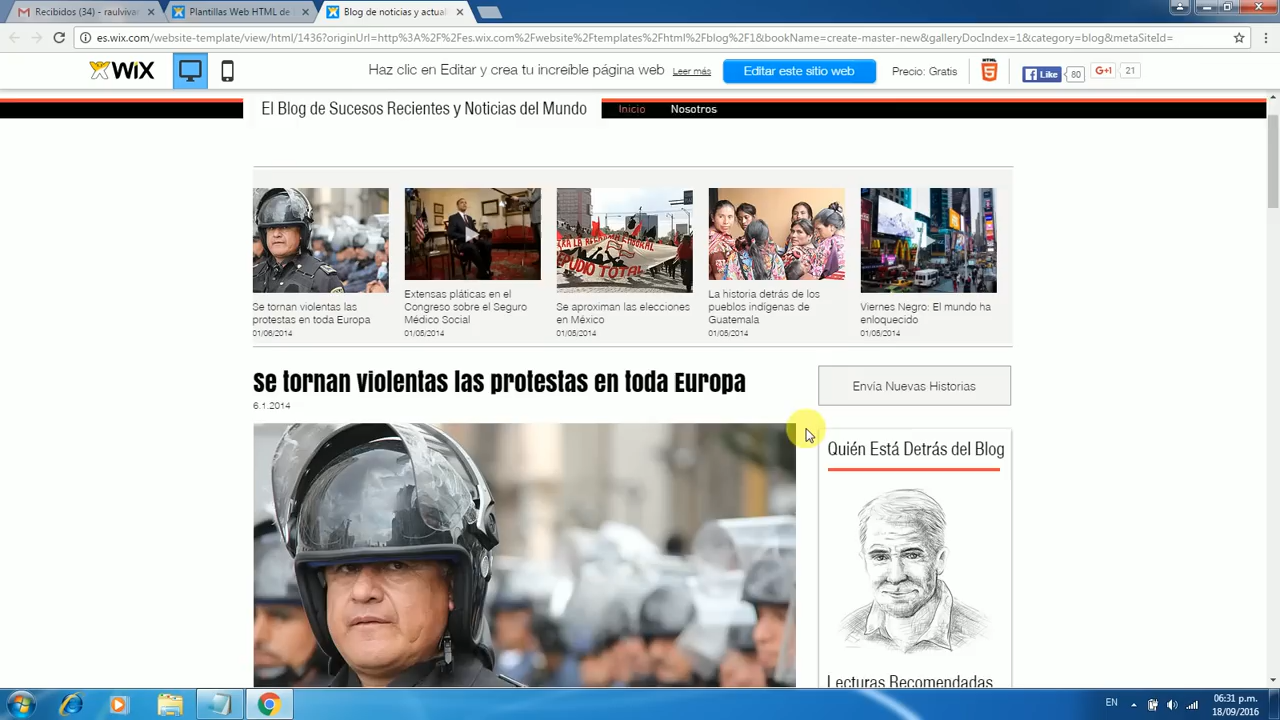 Recibidos (34) - raulviva
Plantillas Web HTML de
Blog de noticias y actua
es.wix.com/website-template/view/html/1436?originUrl=http%3A%2F%2Fes.wix.com%2Fwebsite%2Ftemplates%2Fhtml%2Fblog%2F1&bookName=create-master-new&galleryDocIndex=1&category=blog&metaSiteId=
WiX
Haz clic en Editar y crea tu increíble página web
Leer más
Editar este sitio web
Precio: Gratis
HTML
5
Like
80
G+1
21
El Blog de Sucesos Recientes y Noticias del Mundo
Inicio
Nosotros
REPUDIO TOTAL
Se tornan violentas las
protestas en toda Europa
01/06/2014
Extensas pláticas en el
Congreso sobre el Seguro
Médico Social
01/05/2014
Se aproximan las elecciones
en México
01/05/2014
La historia detrás de los
pueblos indígenas de
Guatemala
01/05/2014
Viernes Negro: El mundo ha
enloquecido
01/05/2014
Se tornan violentas las protestas en toda Europa
6.1.2014
Envía Nuevas Historias
Quién Está Detrás del Blog
Lecturas Recomendadas
EN
06:31 p.m.
18/09/2016